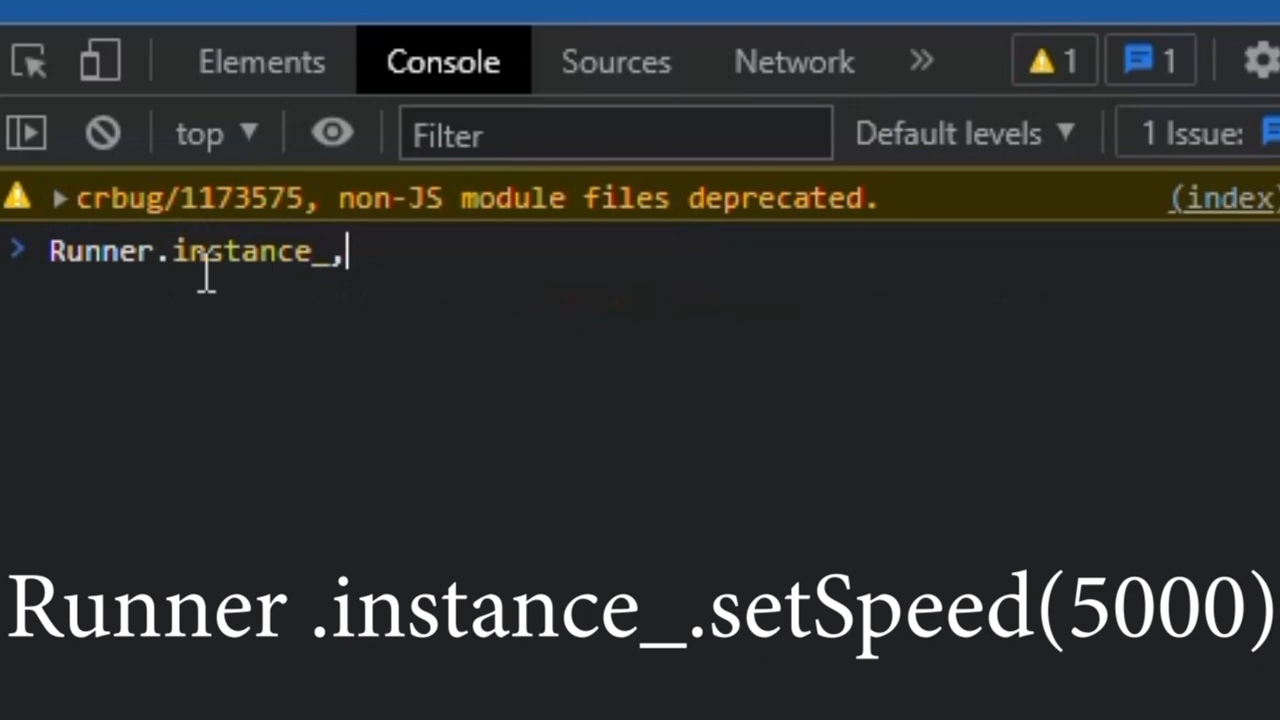 Elements Console Sources Network » 1 1
top ▼ Filter Default levels ▼ 1 Issue:
▶ crbug/1173575, non-JS module files deprecated. (index
> Runner.instance_,
Runner .instance_.setSpeed(5000)